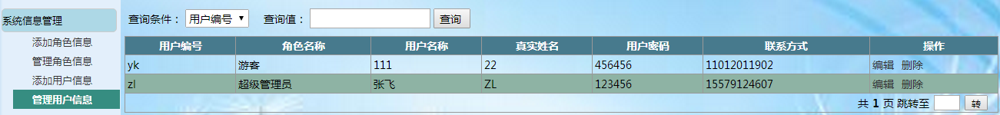 系统信息管理
添加角色信息
管理角色信息
添加用户信息
管理用户信息
查询条件： 用户编号 查询值： 查询
用户编号 角色名称 用户名称 真实姓名 用户密码 联系方式 操作
yk 游客 111 22 456456 11012011902 编辑 删除
zl 超级管理员 张飞 ZL 123456 15579124607 编辑 删除
共 1 页 跳转至 转